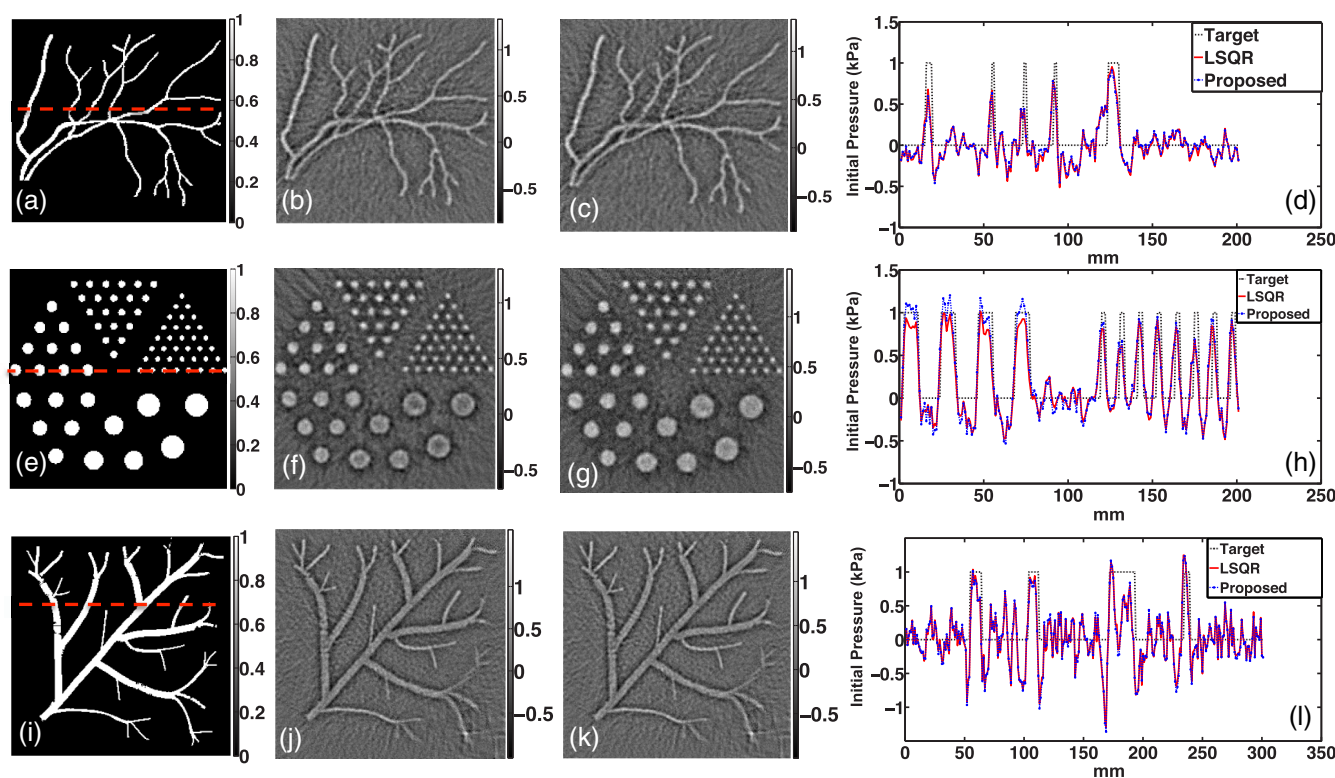 1
0.8
0.6
0.4
0.2
0
(a)
1
0.5
0
−0.5
(b)
1
0.5
0
−0.5
(c)
1.5
1
0.5
0
−0.5
−1
Initial Pressure (kPa)
0 50 100 150 200 250
mm
Target
LSQR
Proposed
(d)
1
0.8
0.6
0.4
0.2
0
(e)
1
0.5
0
−0.5
(f)
1
0.5
0
−0.5
(g)
1.5
1
0.5
0
−0.5
−1
Initial Pressure (kPa)
0 50 100 150 200 250
mm
Target
LSQR
Proposed
(h)
1
0.8
0.6
0.4
0.2
0
(i)
1
0.5
0
−0.5
(j)
1
0.5
0
−0.5
(k)
1
0.5
0
−0.5
−1
Initial Pressure (kPa)
0 50 100 150 200 250 300 350
mm
Target
LSQR
Proposed
(l)